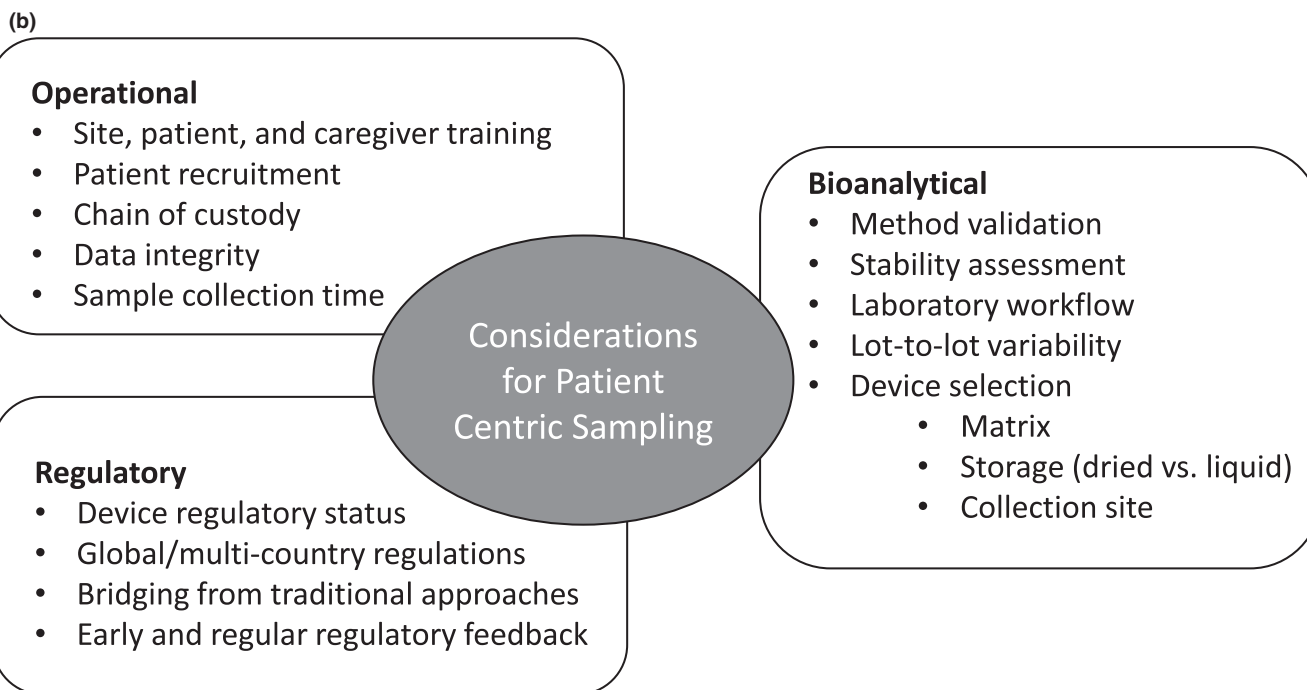 (b)
Operational
• Site, patient, and caregiver training
• Patient recruitment
• Chain of custody
• Data integrity
• Sample collection time
Considerations
for Patient
Centric Sampling
Regulatory
• Device regulatory status
• Global/multi-country regulations
• Bridging from traditional approaches
• Early and regular regulatory feedback
Bioanalytical
• Method validation
• Stability assessment
• Laboratory workflow
• Lot-to-lot variability
• Device selection
• Matrix
• Storage (dried vs. liquid)
• Collection site